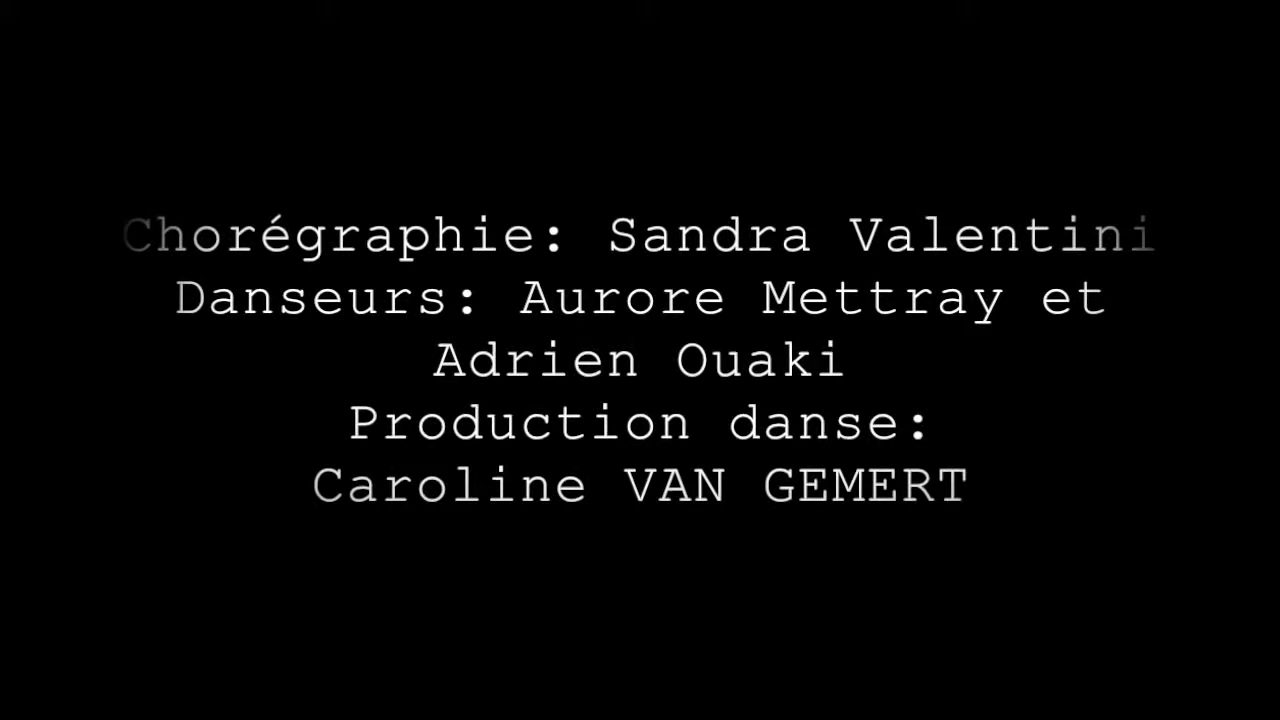 Chorégraphie: Sandra Valentini
Danseurs: Aurore Mettray et
Adrien Ouaki
Production danse:
Caroline VAN GEMERT